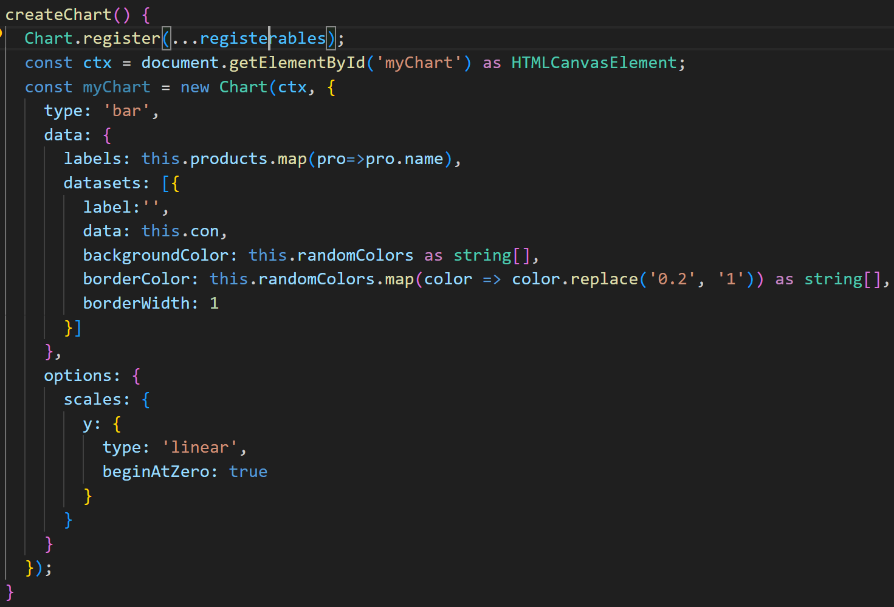 createChart() {
  Chart.register(...registerables);
  const ctx = document.getElementById('myChart') as HTMLCanvasElement;
  const myChart = new Chart(ctx, {
    type: 'bar',
    data: {
      labels: this.products.map(pro=>pro.name),
      datasets: [{
        label:'',
        data: this.con,
        backgroundColor: this.randomColors as string[],
        borderColor: this.randomColors.map(color => color.replace('0.2', '1')) as string[],
        borderWidth: 1
      }]
    },
    options: {
      scales: {
        y: {
          type: 'linear',
          beginAtZero: true
        }
      }
    }
  });
}